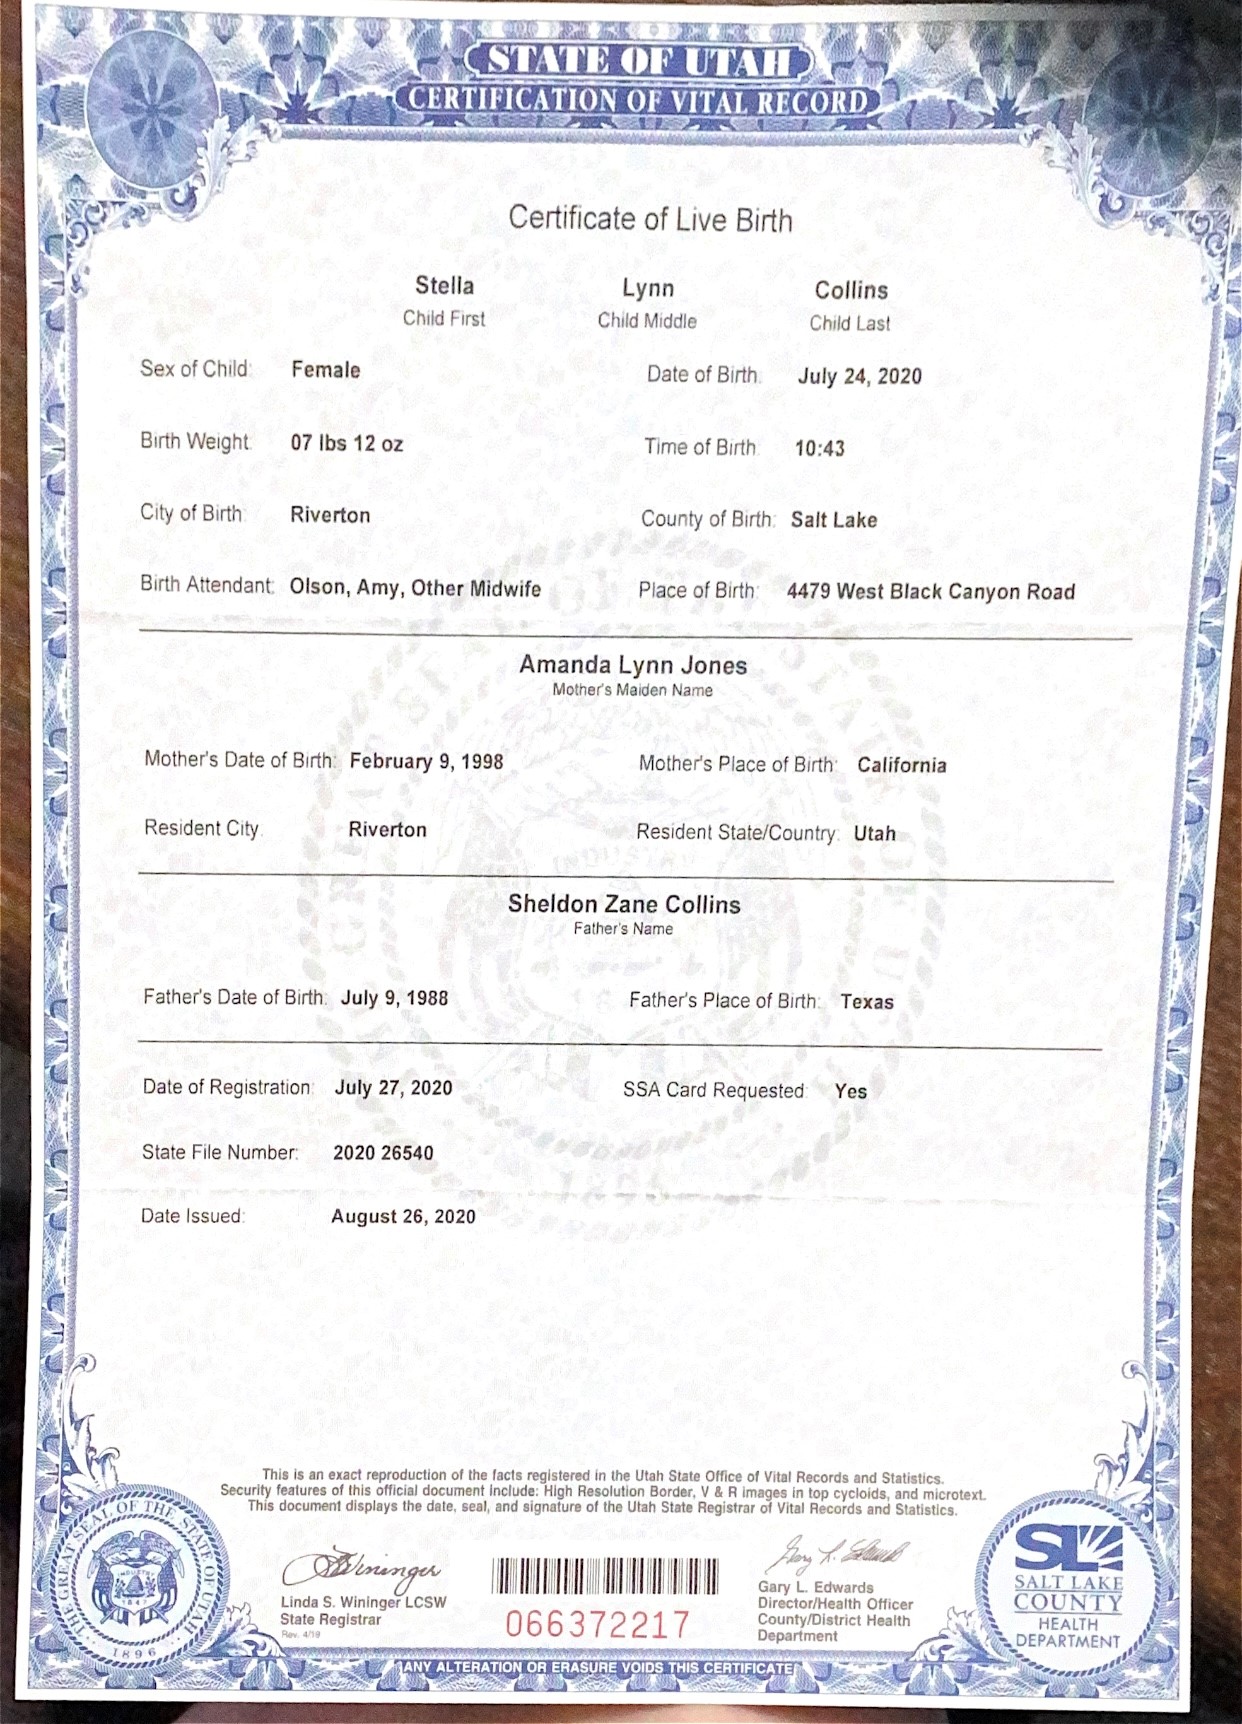 STATE OF UTAH
CERTIFICATION OF VITAL RECORD
Certificate of Live Birth
Stella Lynn Collins
Child First Child Middle Child Last
Sex of Child: Female Date of Birth: July 24, 2020
Birth Weight: 07 lbs 12 oz Time of Birth: 10:43
City of Birth: Riverton County of Birth: Salt Lake
Birth Attendant: Olson, Amy, Other Midwife Place of Birth: 4479 West Black Canyon Road
Amanda Lynn Jones
Mother's Maiden Name
Mother's Date of Birth: February 9, 1998 Mother's Place of Birth: California
Resident City: Riverton Resident State/Country: Utah
Sheldon Zane Collins
Father's Name
Father's Date of Birth: July 9, 1988 Father's Place of Birth: Texas
Date of Registration: July 27, 2020 SSA Card Requested: Yes
State File Number: 2020 26540
Date Issued: August 26, 2020
This is an exact reproduction of the facts registered in the Utah State Office of Vital Records and Statistics.
Security features of this official document include: High Resolution Border, V & R images in top cycloids, and microtext.
This document displays the date, seal, and signature of the Utah State Registrar of Vital Records and Statistics.
THE GREAT SEAL OF THE STATE OF UTAH
INDUSTRY
1847
1896
LSWininger
Linda S. Wininger LCSW
State Registrar
Rev. 4/19
066372217
Gary L. Edwards
Gary L. Edwards
Director/Health Officer
County/District Health
Department
SL
SALT LAKE
COUNTY
HEALTH
DEPARTMENT
ANY ALTERATION OR ERASURE VOIDS THIS CERTIFICATE